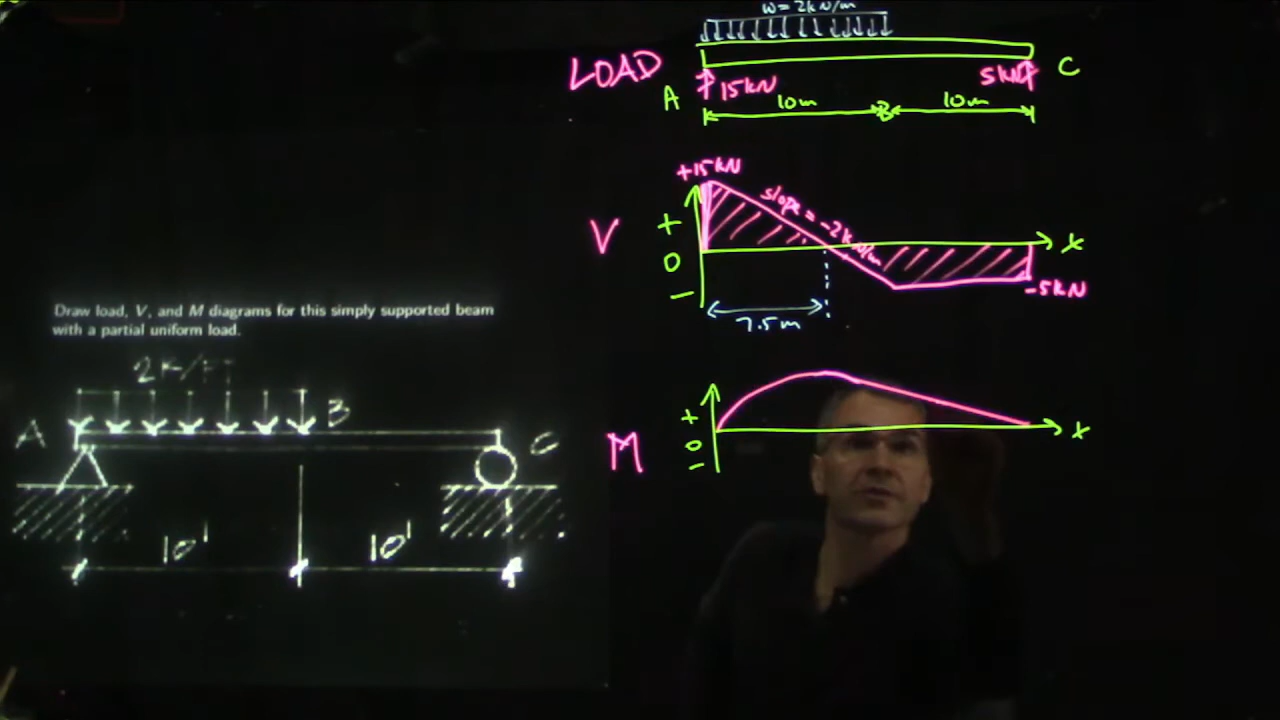 w = 2kN/m
LOAD
15kN
5kN
A
C
10m
B
10m
+15kN
slope = -2kN/m
V
+
0
-
x
-5kN
7.5m
Draw load, V, and M diagrams for this simply supported beam
with a partial uniform load.
2K/FT
A
B
C
10'
10'
M
+
0
-
x